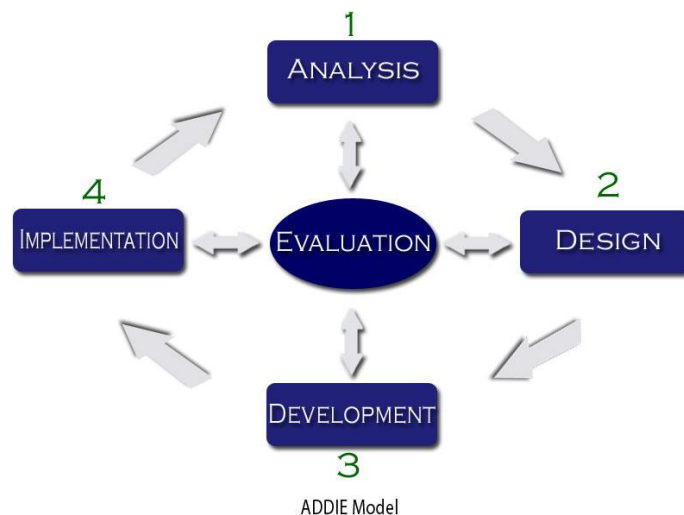 1
ANALYSIS
2
DESIGN
4
IMPLEMENTATION
EVALUATION
DEVELOPMENT
3
ADDIE Model